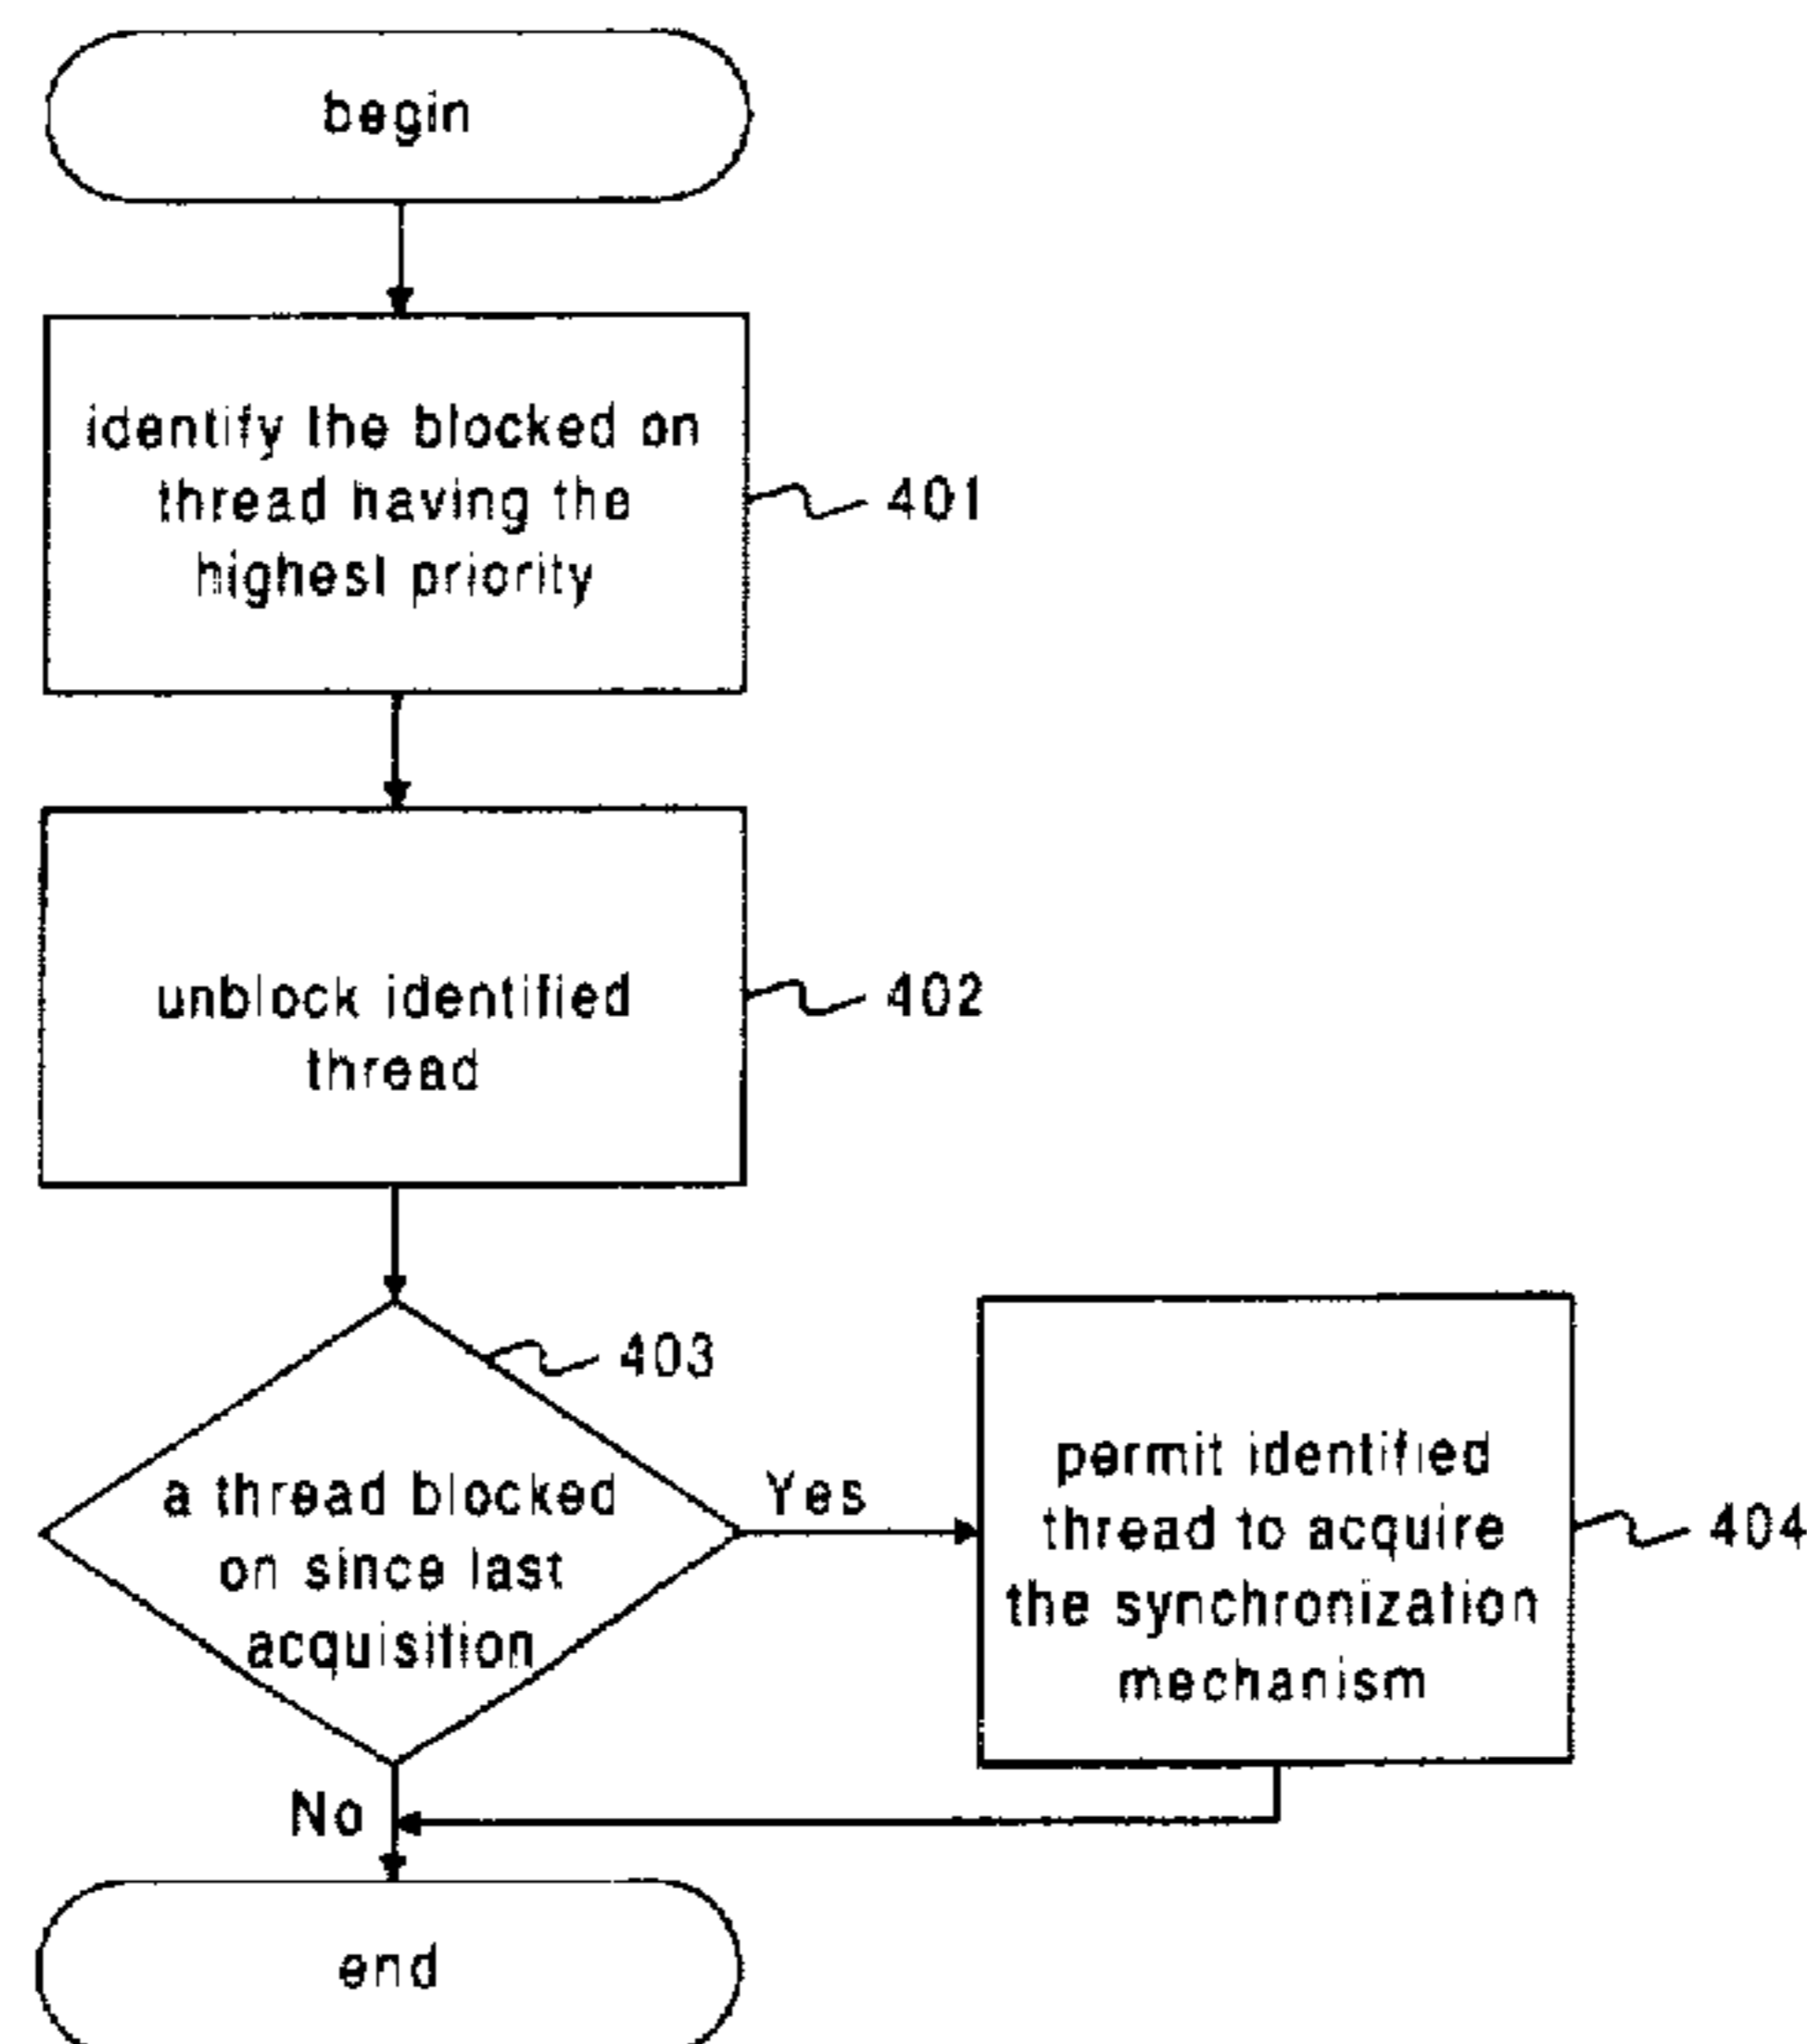 begin
identify the blocked on
thread having the
highest priority
401
unblock identified
thread
402
403
a thread blocked
on since last
acquisition
Yes
permit identified
thread to acquire
the synchronization
mechanism
404
No
end